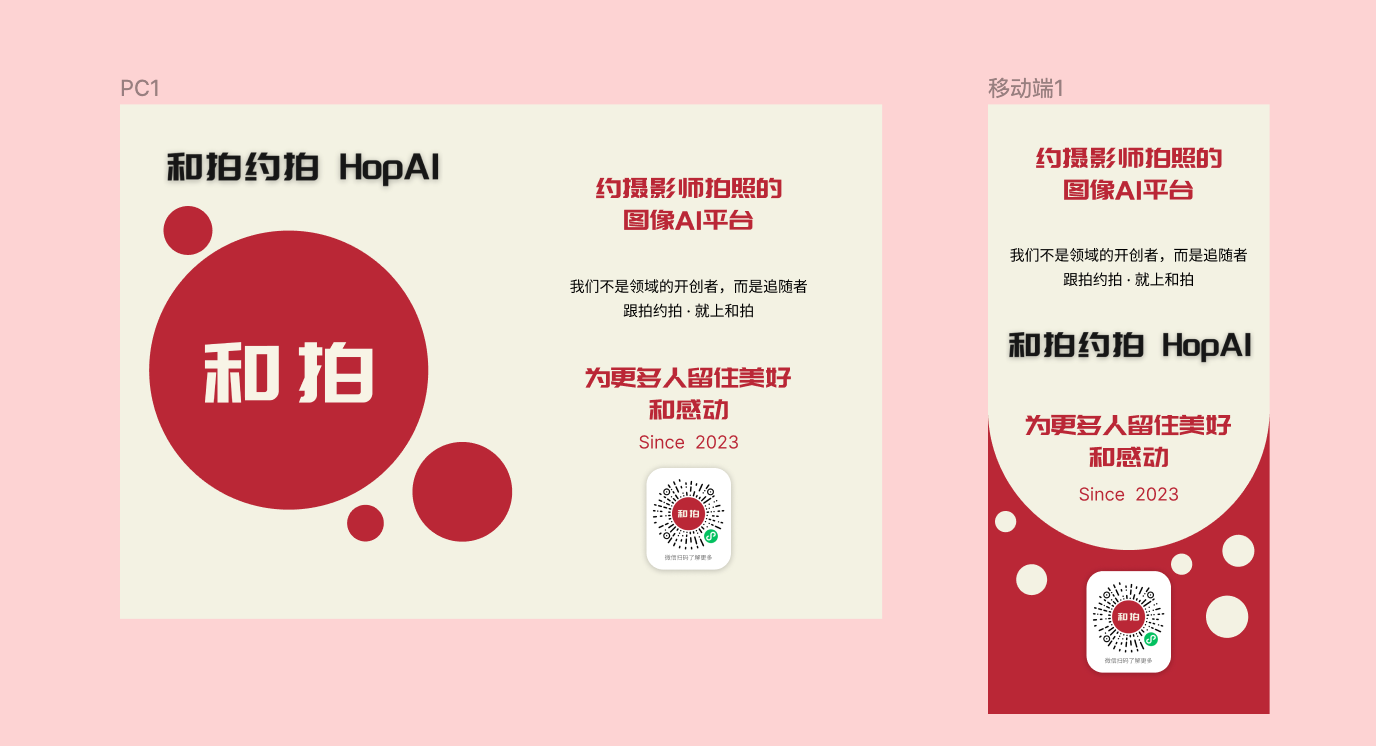 PC1
和拍约拍 HopAI
和拍
约摄影师拍照的
图像AI平台
我们不是领域的开创者，而是追随者
跟拍约拍 · 就上和拍
为更多人留住美好
和感动
Since 2023
和拍
微信扫码了解更多
移动端1
约摄影师拍照的
图像AI平台
我们不是领域的开创者，而是追随者
跟拍约拍 · 就上和拍
和拍约拍 HopAI
为更多人留住美好
和感动
Since 2023
和拍
微信扫码了解更多